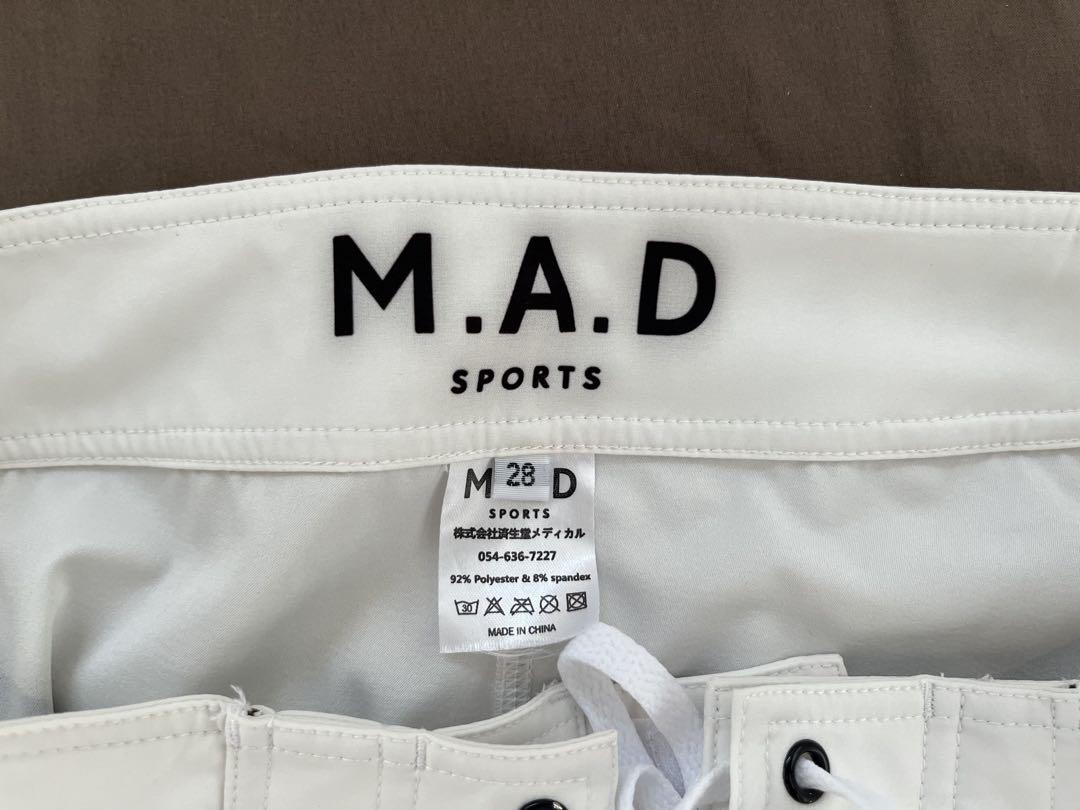 M.A.D
SPORTS
28
M D
SPORTS
株式会社済生堂メディカル
054-636-7227
92% Polyester & 8% spandex
30
MADE IN CHINA